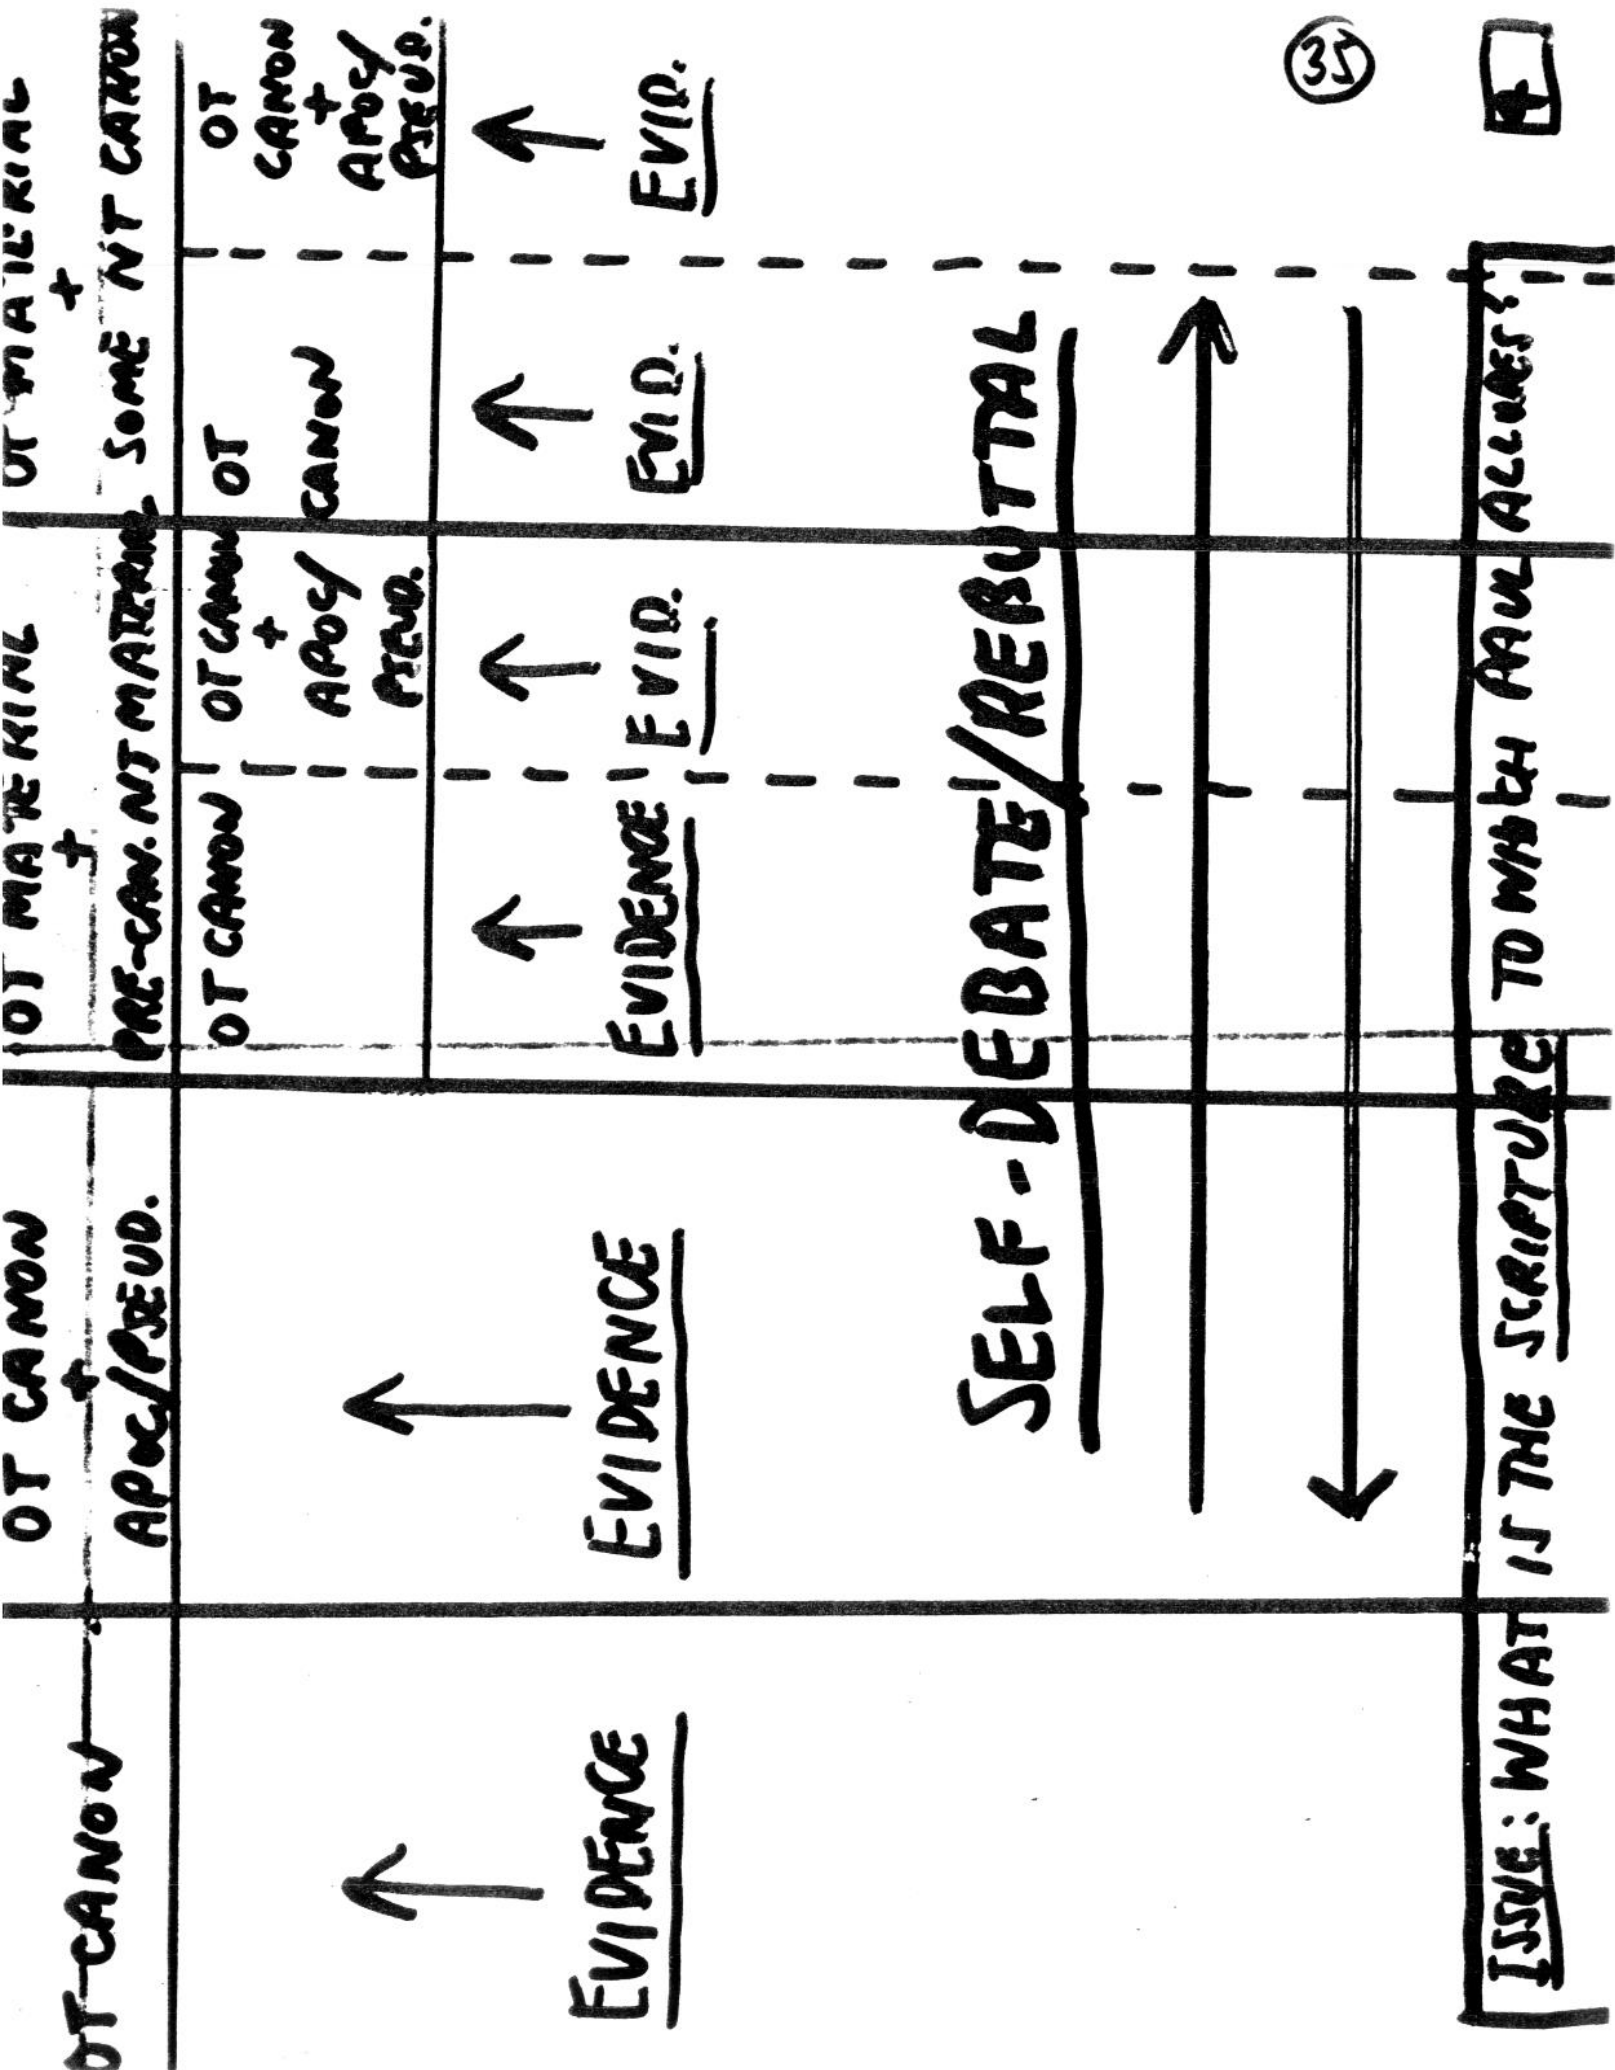 OT CANON
OT CANON
+
APOC/PSEUD.
OT MATERIAL
+
PRE-CAN. NT MATERIAL
OT MATERIAL
+
SOME NT CANON
OT CANON
OT CANON
+
APOC/
PSEUD.
OT
CANON
OT
CANON
+
APOC/
PSEUD.
EVIDENCE
EVIDENCE
EVIDENCE
EVID.
EVID.
EVID.
SELF-DEBATE/REBUTTAL
35
ISSUE: WHAT IS THE SCRIPTURE TO WHICH PAUL ALLUDES?